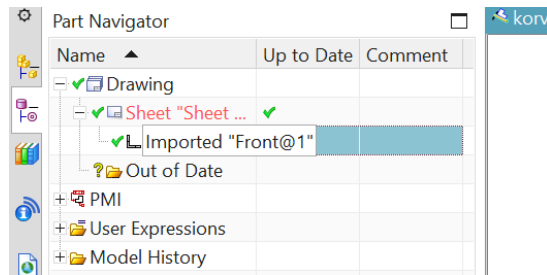 Part Navigator
korv
Name Up to Date Comment
Drawing
Sheet "Sheet ...
Imported "Front@1"
Out of Date
PMI
User Expressions
Model History